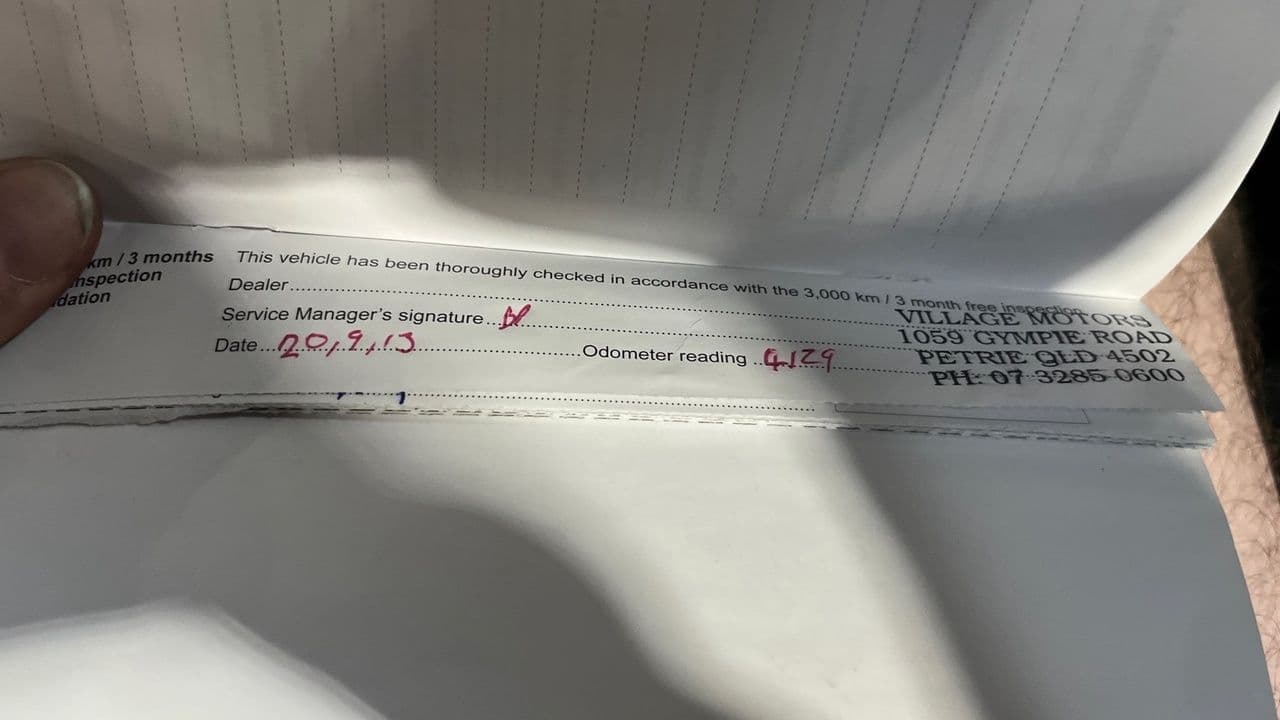 km / 3 months This vehicle has been thoroughly checked in accordance with the 3,000 km / 3 month free inspection
inspection
Dealer
VILLAGE MOTORS
Service Manager's signature
1059 GYMPIE ROAD
Date 20,9,13 Odometer reading 4129
PETRIE QLD 4502
PH: 07 3285 0600